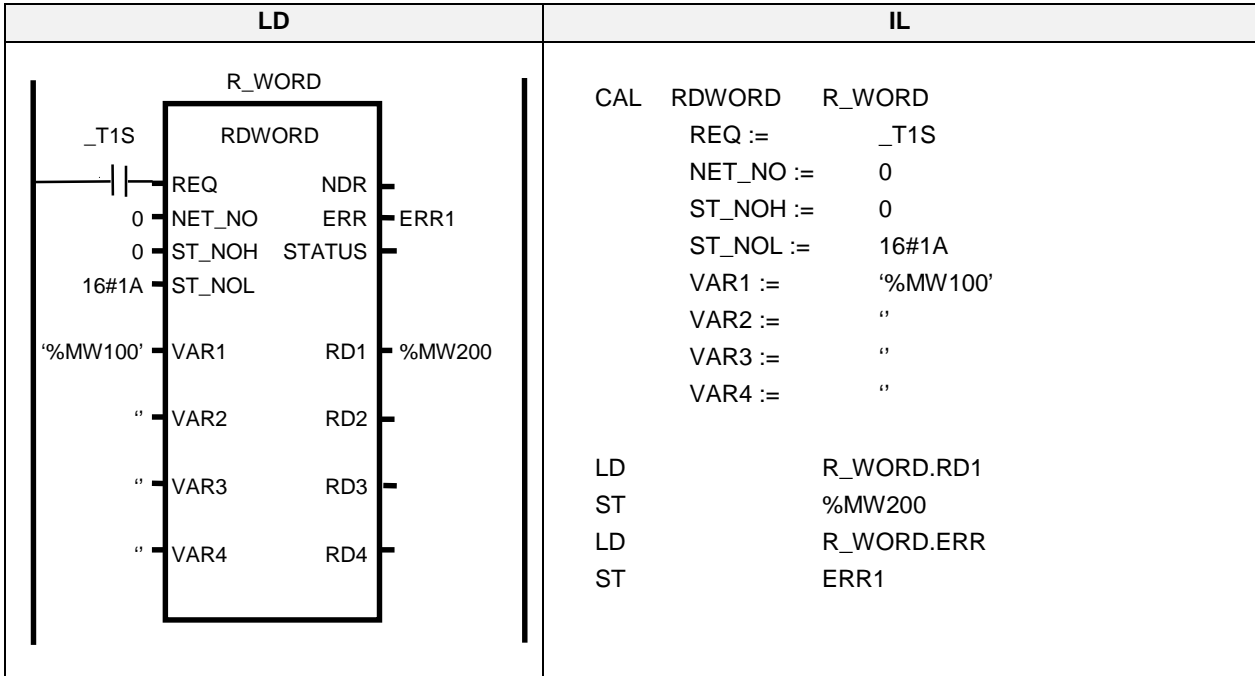 LD
IL
R_WORD
_T1S RDWORD
REQ NDR
0 NET_NO ERR ERR1
0 ST_NOH STATUS
16#1A ST_NOL
‘%MW100’ VAR1 RD1 %MW200
‘’ VAR2 RD2
‘’ VAR3 RD3
‘’ VAR4 RD4
CAL RDWORD R_WORD
REQ := _T1S
NET_NO := 0
ST_NOH := 0
ST_NOL := 16#1A
VAR1 := ‘%MW100’
VAR2 := ‘’
VAR3 := ‘’
VAR4 := ‘’
LD R_WORD.RD1
ST %MW200
LD R_WORD.ERR
ST ERR1